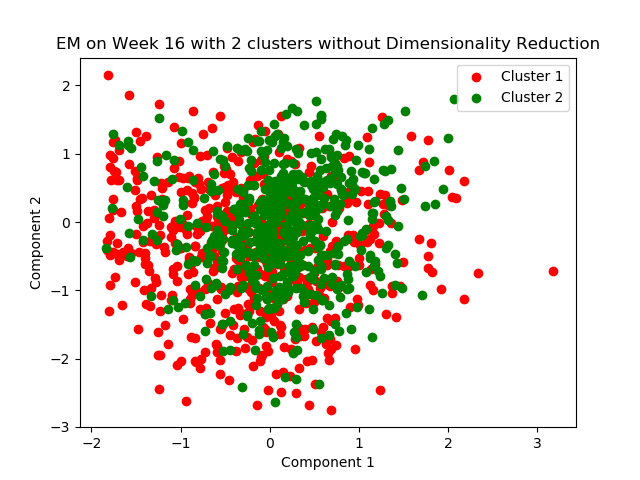 EM on Week 16 with 2 clusters without Dimensionality Reduction
Cluster 1
Cluster 2
2
1
0
−1
−2
−3
Component 2
−2
−1
0
1
2
3
Component 1